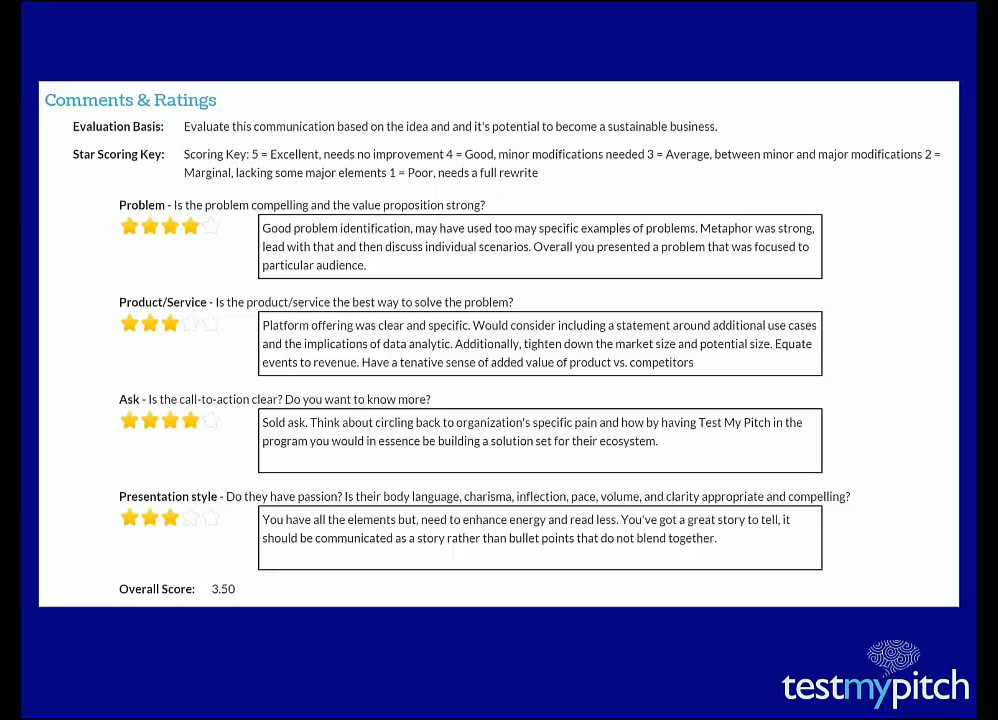 Comments & Ratings
Evaluation Basis: Evaluate this communication based on the idea and and it's potential to become a sustainable business.
Star Scoring Key: Scoring Key: 5 = Excellent, needs no improvement 4 = Good, minor modifications needed 3 = Average, between minor and major modifications 2 =
Marginal, lacking some major elements 1 = Poor, needs a full rewrite
Problem - Is the problem compelling and the value proposition strong?
Good problem identification, may have used too may specific examples of problems. Metaphor was strong,
lead with that and then discuss individual scenarios. Overall you presented a problem that was focused to
particular audience.
Product/Service - Is the product/service the best way to solve the problem?
Platform offering was clear and specific. Would consider including a statement around additional use cases
and the implications of data analytic. Additionally, tighten down the market size and potential size. Equate
events to revenue. Have a tenative sense of added value of product vs. competitors
Ask - Is the call-to-action clear? Do you want to know more?
Sold ask. Think about circling back to organization's specific pain and how by having Test My Pitch in the
program you would in essence be building a solution set for their ecosystem.
Presentation style - Do they have passion? Is their body language, charisma, inflection, pace, volume, and clarity appropriate and compelling?
You have all the elements but, need to enhance energy and read less. You've got a great story to tell, it
should be communicated as a story rather than bullet points that do not blend together.
Overall Score: 3.50
testmypitch